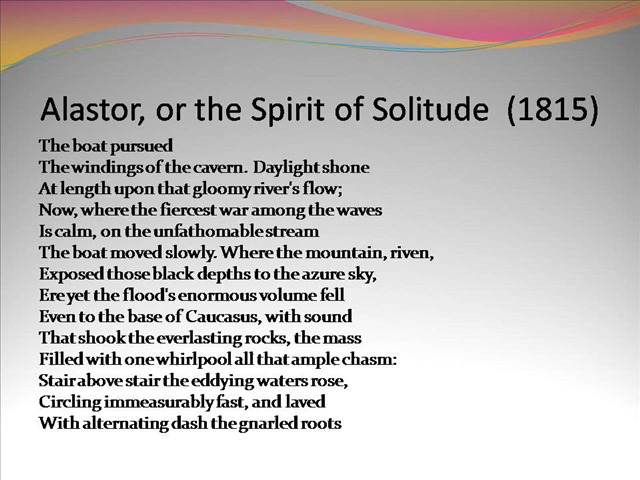 Alastor, or the Spirit of Solitude (1815)
The boat pursued
The windings of the cavern. Daylight shone
At length upon that gloomy river's flow;
Now, where the fiercest war among the waves
Is calm, on the unfathomable stream
The boat moved slowly. Where the mountain, riven,
Exposed those black depths to the azure sky,
Ere yet the flood's enormous volume fell
Even to the base of Caucasus, with sound
That shook the everlasting rocks, the mass
Filled with one whirlpool all that ample chasm:
Stair above stair the eddying waters rose,
Circling immeasurably fast, and laved
With alternating dash the gnarled roots